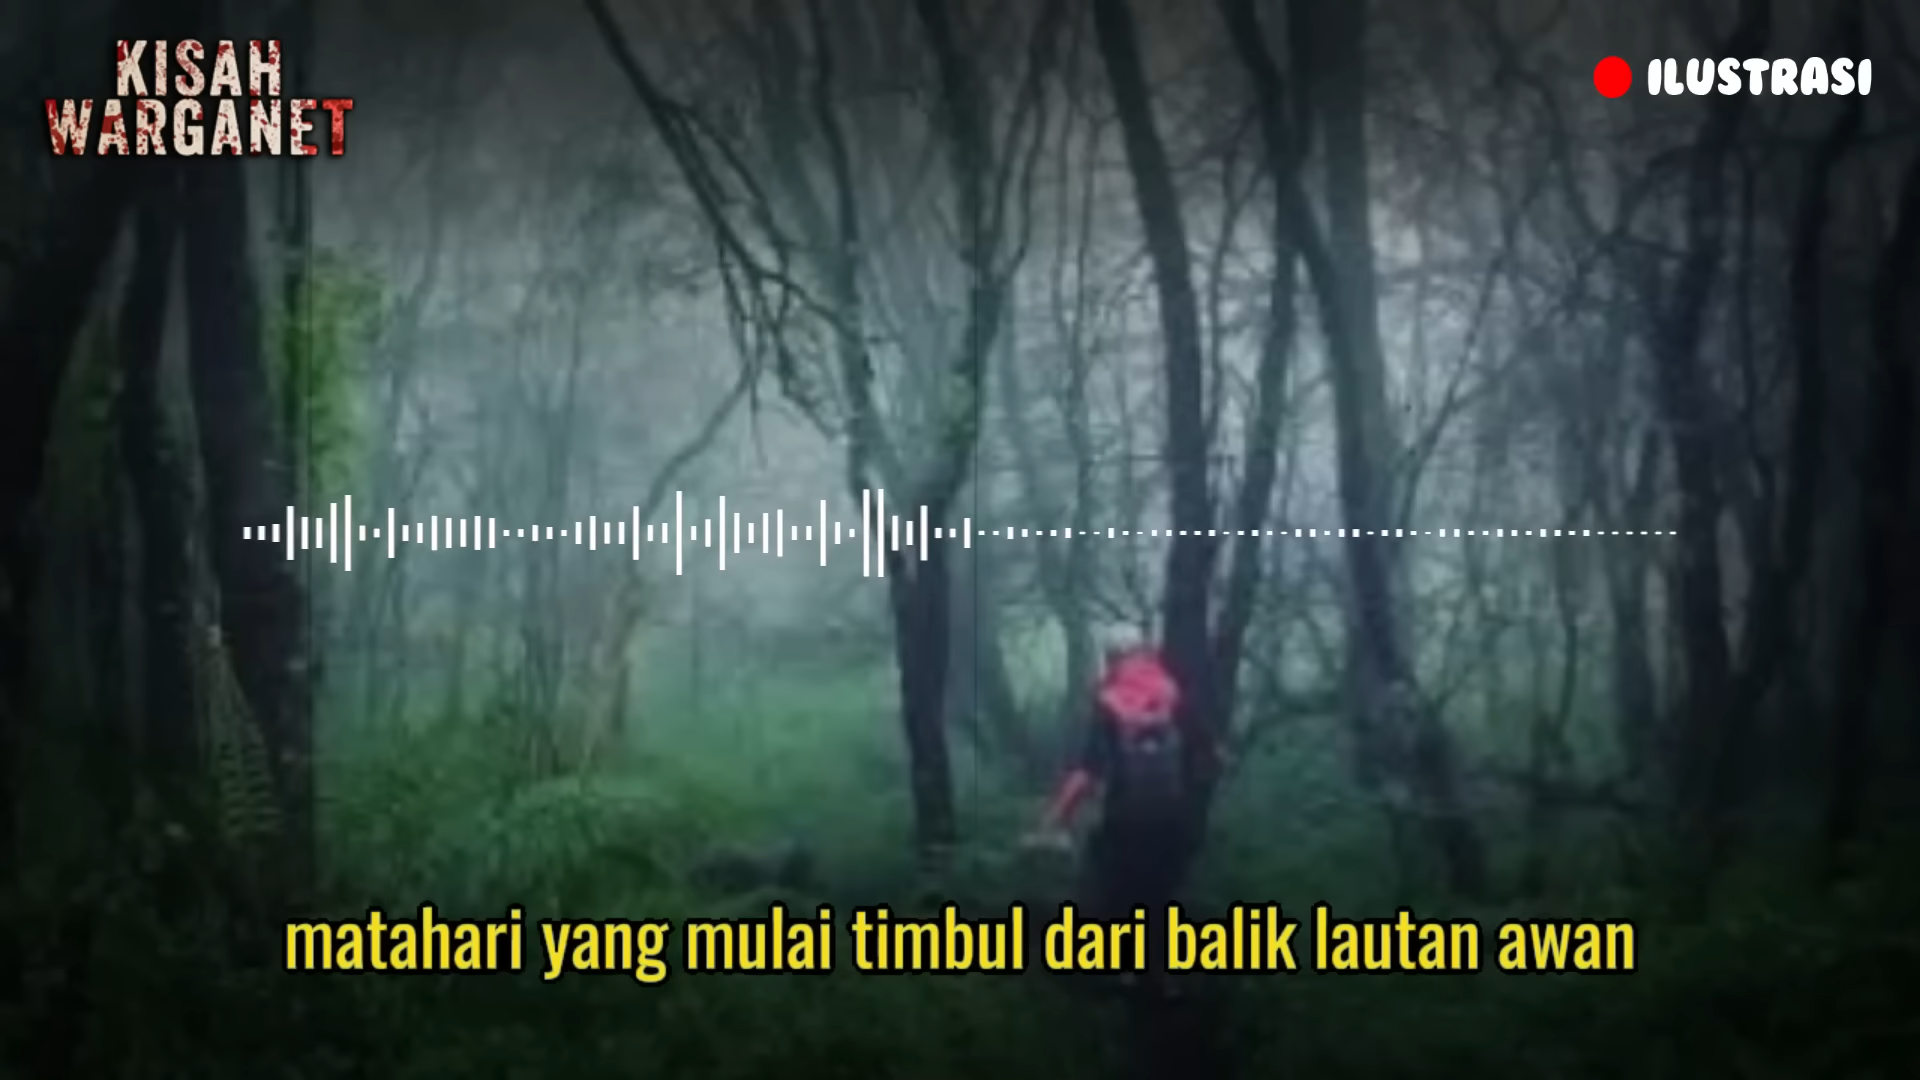 KISAH
WARGANET
ILUSTRASI
matahari yang mulai timbul dari balik lautan awan